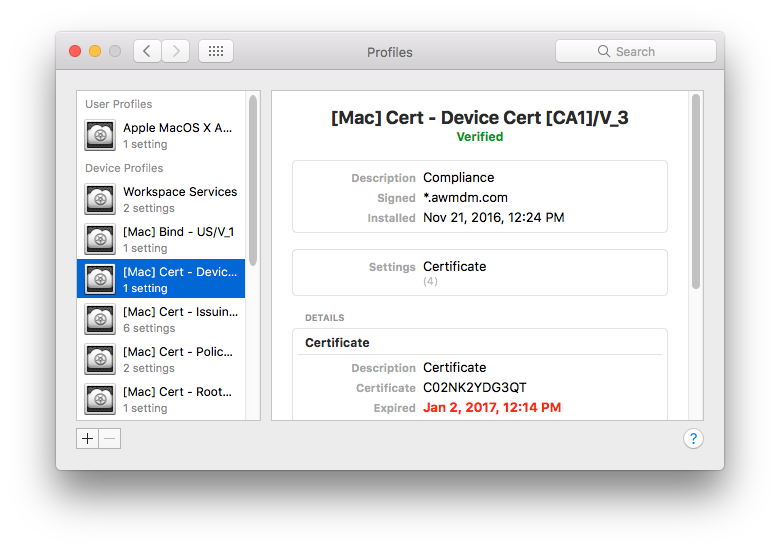 Profiles
Search
User Profiles
Apple MacOS X A...
1 setting
Device Profiles
Workspace Services
2 settings
[Mac] Bind - US/V_1
1 setting
[Mac] Cert - Devic...
1 setting
[Mac] Cert - Issuin...
6 settings
[Mac] Cert - Polic...
2 settings
[Mac] Cert - Root...
1 setting
[Mac] Cert - Device Cert [CA1]/V_3
Verified
Description Compliance
Signed *.awmdm.com
Installed Nov 21, 2016, 12:24 PM
Settings Certificate
(4)
DETAILS
Certificate
Description Certificate
Certificate C02NK2YDG3QT
Expired Jan 2, 2017, 12:14 PM
+ −
?